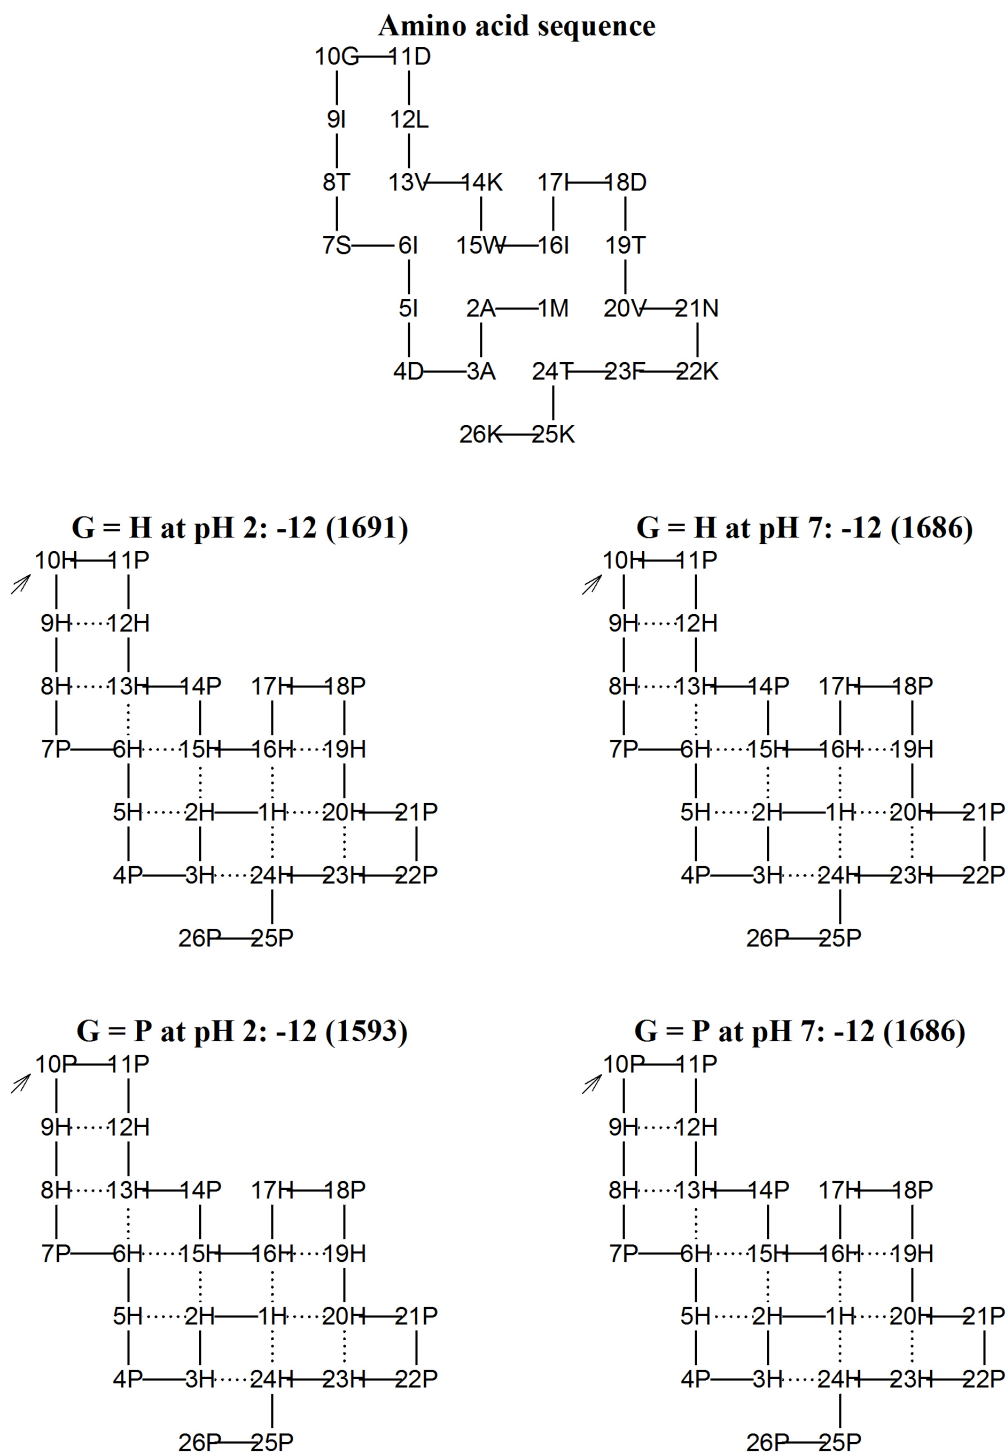 Amino acid sequence
10G 11D
9I 12L
8T 13V 14K 17I 18D
7S 6I 15W 16I 19T
5I 2A 1M 20V 21N
4D 3A 24T 23F 22K
26K 25K
G = H at pH 2: -12 (1691)
10H 11P
9H 12H
8H 13H 14P 17H 18P
7P 6H 15H 16H 19H
5H 2H 1H 20H 21P
4P 3H 24H 23H 22P
26P 25P
G = H at pH 7: -12 (1686)
10H 11P
9H 12H
8H 13H 14P 17H 18P
7P 6H 15H 16H 19H
5H 2H 1H 20H 21P
4P 3H 24H 23H 22P
26P 25P
G = P at pH 2: -12 (1593)
10P 11P
9H 12H
8H 13H 14P 17H 18P
7P 6H 15H 16H 19H
5H 2H 1H 20H 21P
4P 3H 24H 23H 22P
26P 25P
G = P at pH 7: -12 (1686)
10P 11P
9H 12H
8H 13H 14P 17H 18P
7P 6H 15H 16H 19H
5H 2H 1H 20H 21P
4P 3H 24H 23H 22P
26P 25P